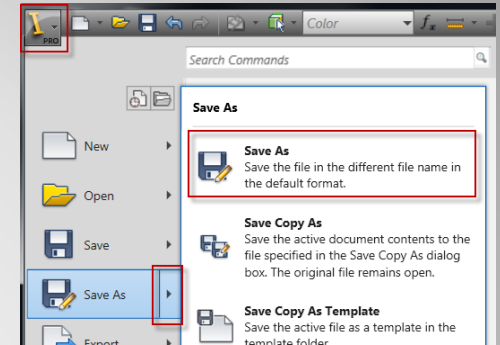 PRO
Color
fx
Search Commands
Save As
New
Open
Save
Save As
Export
Save As
Save the file in the different file name in
the default format.
Save Copy As
Save the active document contents to the
file specified in the Save Copy As dialog
box. The original file remains open.
Save Copy As Template
Save the active file as a template in the
template folder.